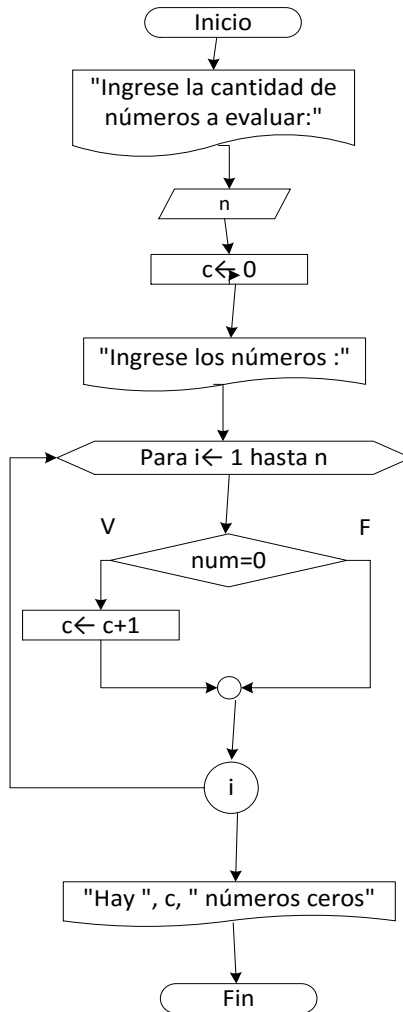 Inicio
"Ingrese la cantidad de
números a evaluar:"
n
c← 0
"Ingrese los números :"
Para i← 1 hasta n
V
F
num=0
c← c+1
i
"Hay ", c, " números ceros"
Fin